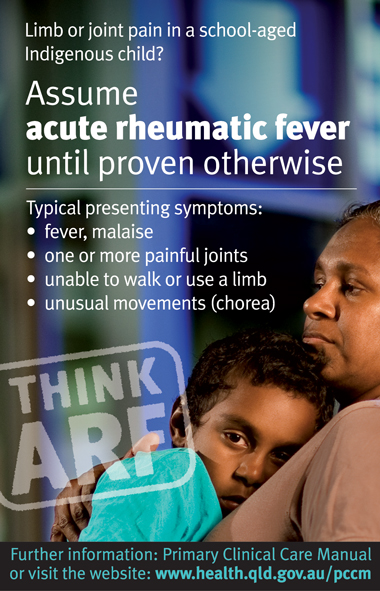 Limb or joint pain in a school-aged
Indigenous child?
Assume
acute rheumatic fever
until proven otherwise
Typical presenting symptoms:
• fever, malaise
• one or more painful joints
• unable to walk or use a limb
• unusual movements (chorea)
THINK
ARF
Further information: Primary Clinical Care Manual
or visit the website: www.health.qld.gov.au/pccm